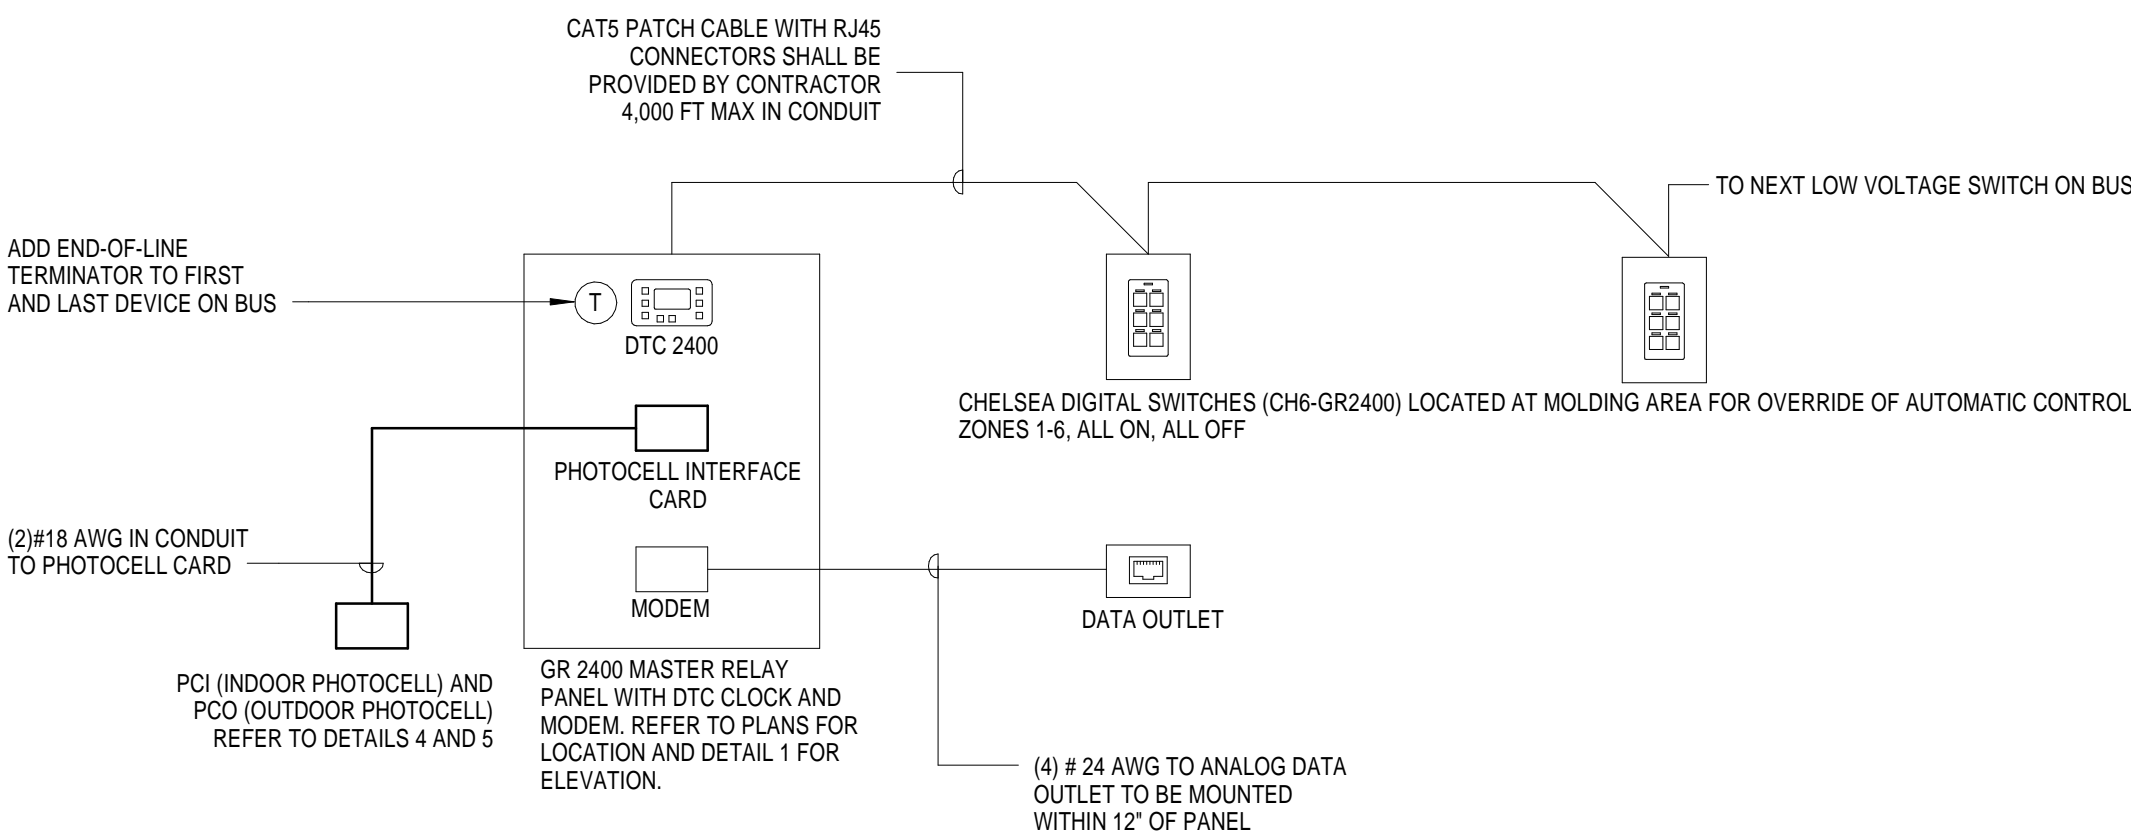 CAT5 PATCH CABLE WITH RJ45
CONNECTORS SHALL BE
PROVIDED BY CONTRACTOR
4,000 FT MAX IN CONDUIT
TO NEXT LOW VOLTAGE SWITCH ON BUS
ADD END-OF-LINE
TERMINATOR TO FIRST
AND LAST DEVICE ON BUS
T
DTC 2400
CHELSEA DIGITAL SWITCHES (CH6-GR2400) LOCATED AT MOLDING AREA FOR OVERRIDE OF AUTOMATIC CONTROL
ZONES 1-6, ALL ON, ALL OFF
PHOTOCELL INTERFACE
CARD
(2)#18 AWG IN CONDUIT
TO PHOTOCELL CARD
MODEM
DATA OUTLET
PCI (INDOOR PHOTOCELL) AND
PCO (OUTDOOR PHOTOCELL)
REFER TO DETAILS 4 AND 5
GR 2400 MASTER RELAY
PANEL WITH DTC CLOCK AND
MODEM. REFER TO PLANS FOR
LOCATION AND DETAIL 1 FOR
ELEVATION.
(4) # 24 AWG TO ANALOG DATA
OUTLET TO BE MOUNTED
WITHIN 12" OF PANEL